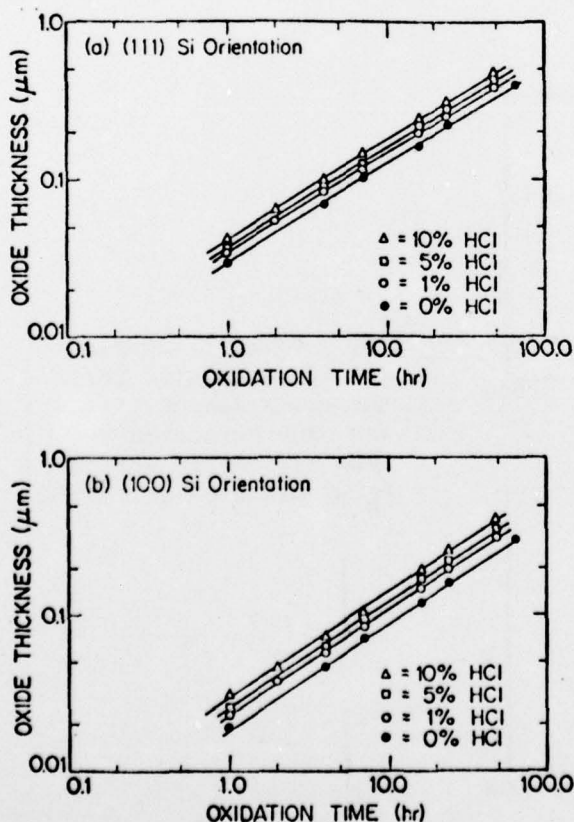 (a) (111) Si Orientation
OXIDE THICKNESS (μm)
1.0
0.1
0.01
△ = 10% HCl
□ = 5% HCl
○ = 1% HCl
● = 0% HCl
0.1 1.0 10.0 100.0
OXIDATION TIME (hr)
(b) (100) Si Orientation
OXIDE THICKNESS (μm)
1.0
0.1
0.01
△ = 10% HCl
□ = 5% HCl
○ = 1% HCl
● = 0% HCl
0.1 1.0 10.0 100.0
OXIDATION TIME (hr)